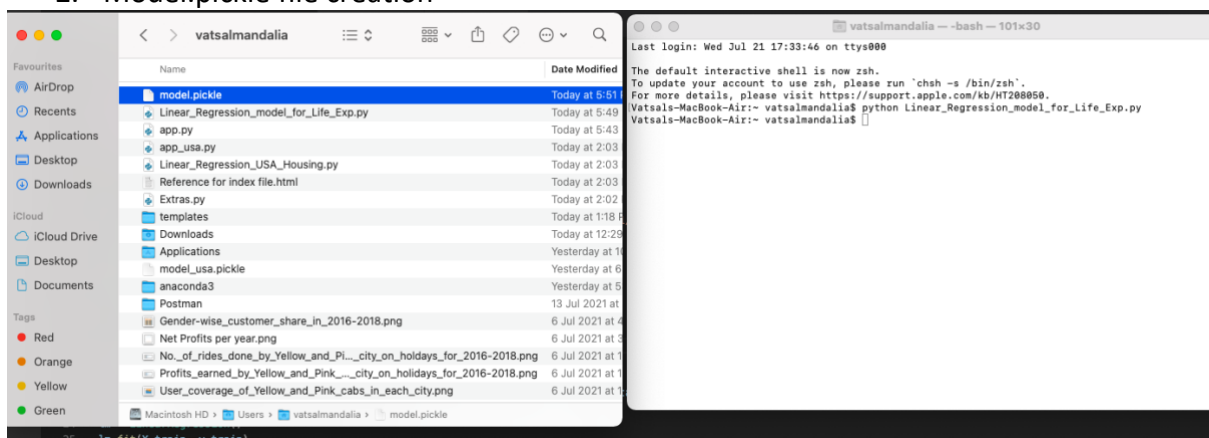 2. Model.pickle file creation
vatsalmandalia
Favourites
AirDrop
Recents
Applications
Desktop
Downloads
iCloud
iCloud Drive
Desktop
Documents
Tags
Red
Orange
Yellow
Green
Name Date Modified
model.pickle Today at 5:51
Linear_Regression_model_for_Life_Exp.py Today at 5:49
app.py Today at 5:43
app_usa.py Today at 2:03
Linear_Regression_USA_Housing.py Today at 2:03
Reference for index file.html Today at 2:03
Extras.py Today at 2:02
templates Today at 1:18 P
Downloads Today at 12:29
Applications Yesterday at 1
model_usa.pickle Yesterday at 6
anaconda3 Yesterday at 5
Postman 13 Jul 2021 at
Gender-wise_customer_share_in_2016-2018.png 6 Jul 2021 at 4
Net Profits per year.png 6 Jul 2021 at 3
No._of_rides_done_by_Yellow_and_Pi..._city_on_holdays_for_2016-2018.png 6 Jul 2021 at 1
Profits_earned_by_Yellow_and_Pink_..._city_on_holidays_for_2016-2018.png 6 Jul 2021 at 1
User_coverage_of_Yellow_and_Pink_cabs_in_each_city.png 6 Jul 2021 at 1
Macintosh HD › Users › vatsalmandalia › model.pickle
vatsalmandalia — -bash — 101×30
Last login: Wed Jul 21 17:33:46 on ttys000
The default interactive shell is now zsh.
To update your account to use zsh, please run `chsh -s /bin/zsh`.
For more details, please visit https://support.apple.com/kb/HT208050.
Vatsals-MacBook-Air:~ vatsalmandalia$ python Linear_Regression_model_for_Life_Exp.py
Vatsals-MacBook-Air:~ vatsalmandalia$